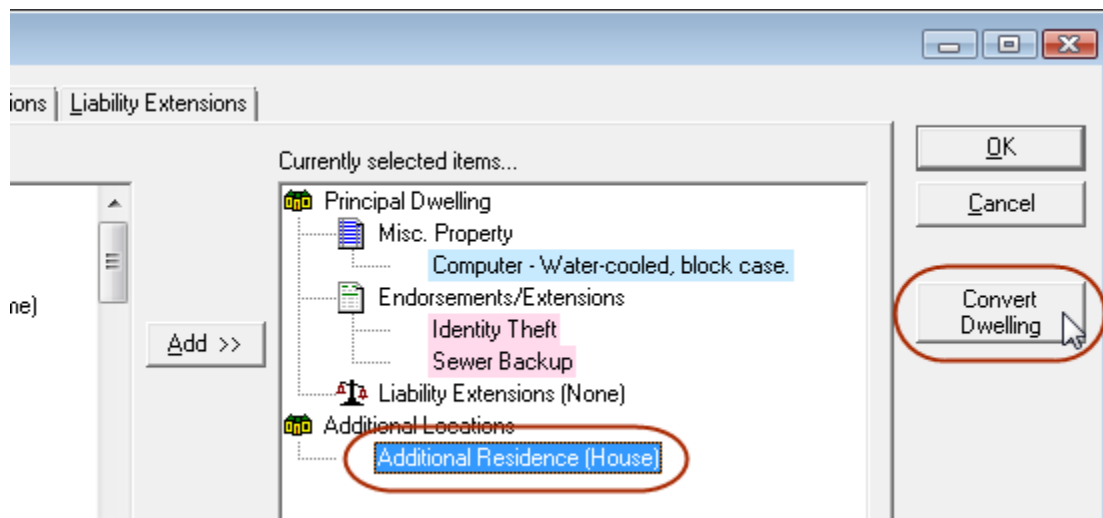 ions
Liability Extensions
Currently selected items...
OK
Principal Dwelling
Cancel
Misc. Property
Computer - Water-cooled, block case.
Endorsements/Extensions
Convert
Dwelling
me)
Identity Theft
Add >>
Sewer Backup
Liability Extensions (None)
Additional Locations
Additional Residence (House)